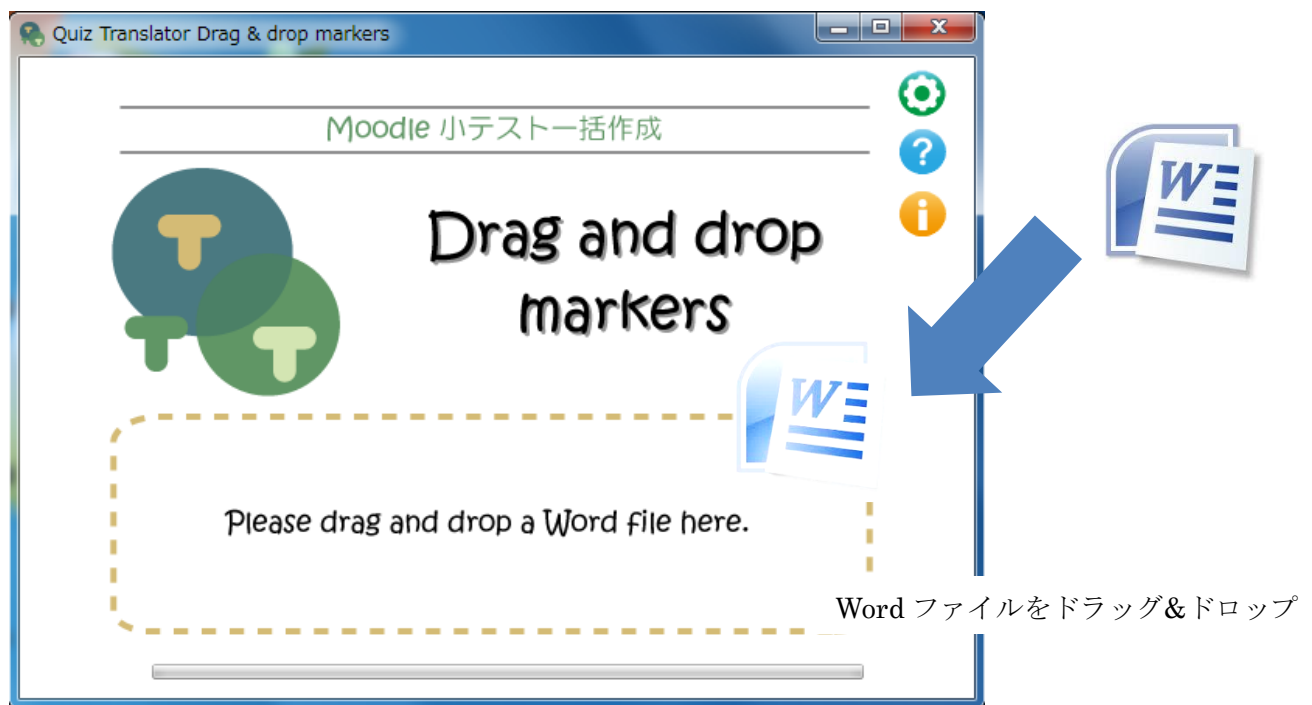 Quiz Translator Drag & drop markers
Moodle 小テスト一括作成
Drag and drop
markers
Please drag and drop a Word file here.
Word ファイルをドラッグ&ドロップ